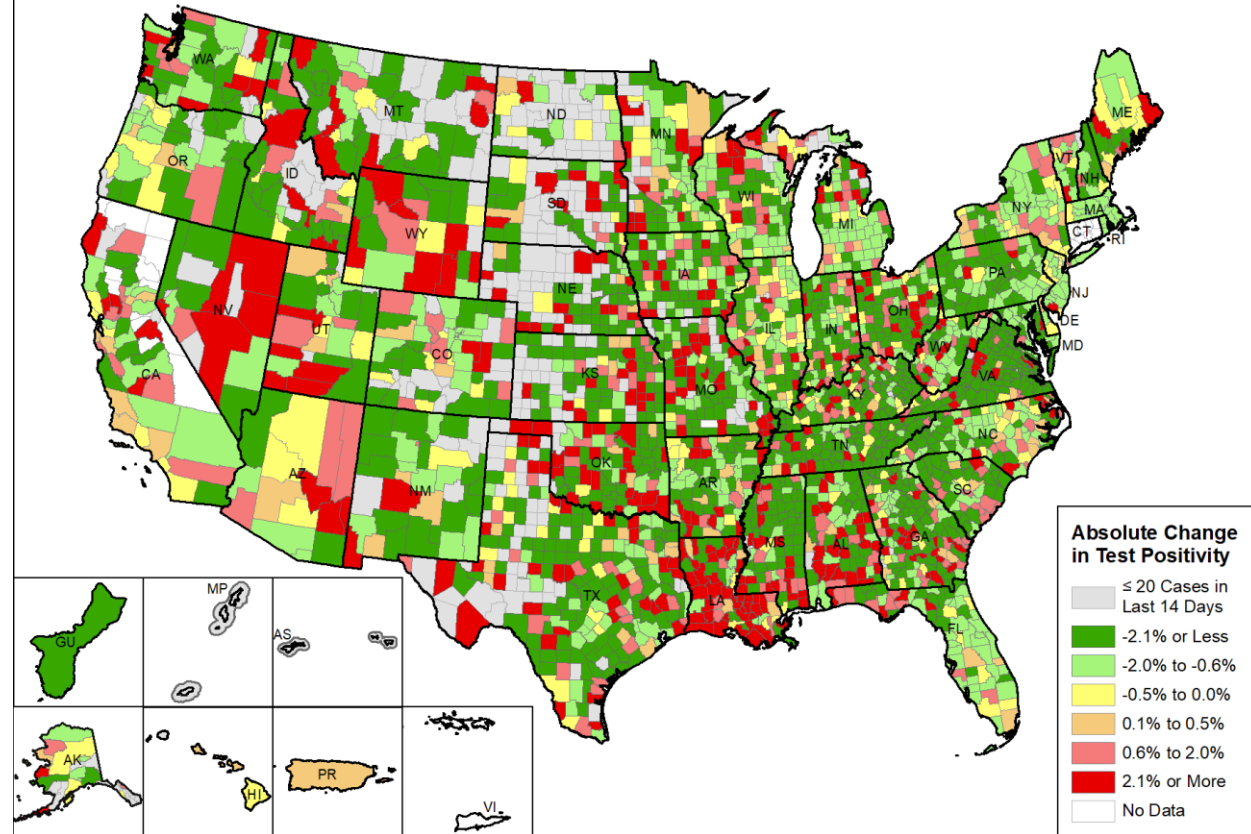 WA
MT
ND
MN
ME
OR
ID
SD
WI
VT
NH
WY
MI
NY
MA
CT
RI
IA
NE
PA
NV
UT
CO
IL
IN
OH
NJ
DE
MD
CA
KS
MO
WV
VA
KY
NC
TN
AZ
NM
OK
AR
SC
MS
AL
GA
TX
LA
FL
GU
MP
AS
AK
HI
PR
VI
Absolute Change
in Test Positivity
≤ 20 Cases in
Last 14 Days
-2.1% or Less
-2.0% to -0.6%
-0.5% to 0.0%
0.1% to 0.5%
0.6% to 2.0%
2.1% or More
No Data